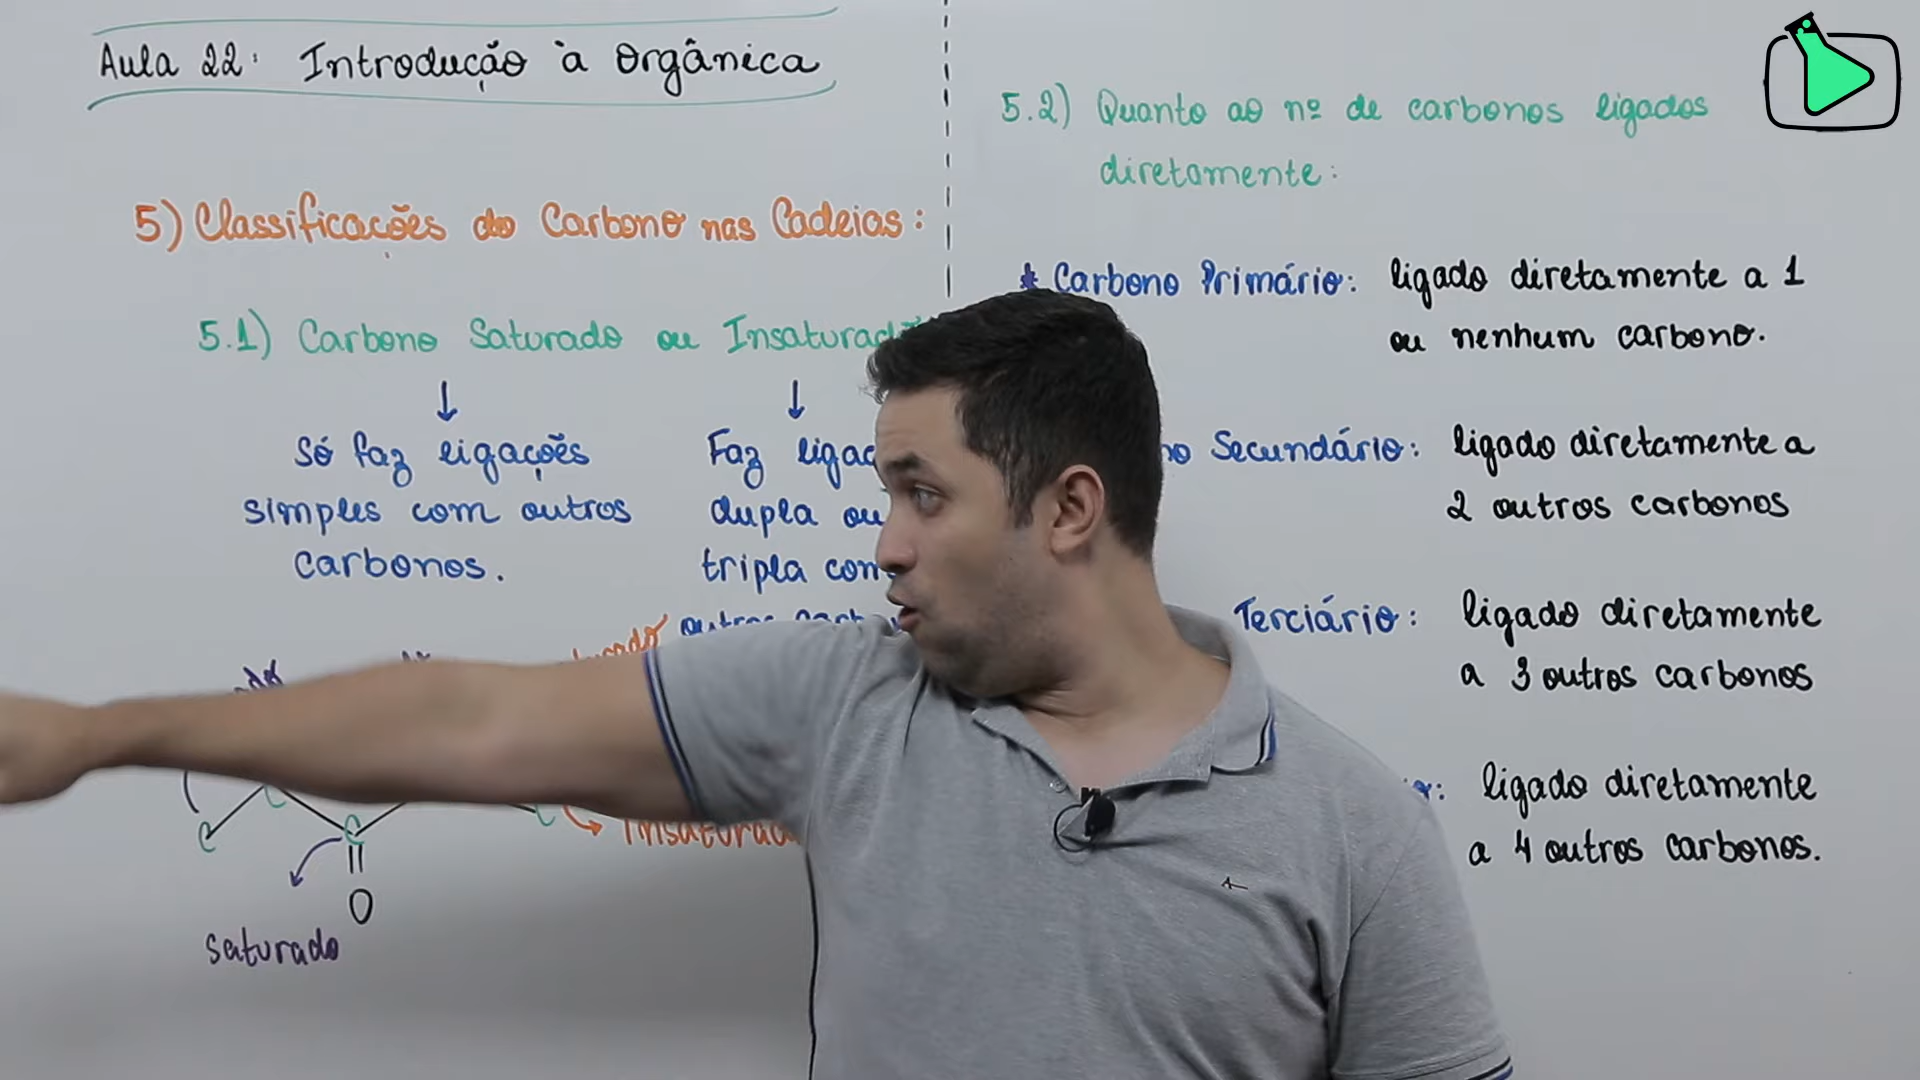 Aula 22: Introdução à Orgânica
5) Classificações do Carbono nas Cadeias:
5.1) Carbono Saturado ou
↓ ↓
Só faz ligações
simples com outros
carbonos.
Faz
dupla ou
tripla com
C
C
C
C
O
saturado
5.2) Quanto ao nº de carbonos ligados
diretamente:
* Carbono Primário: ligado diretamente a 1
ou nenhum carbono.
Secundário: ligado diretamente a
2 outros carbonos
Terciário: ligado diretamente
a 3 outros carbonos
ligado diretamente
a 4 outros carbonos.